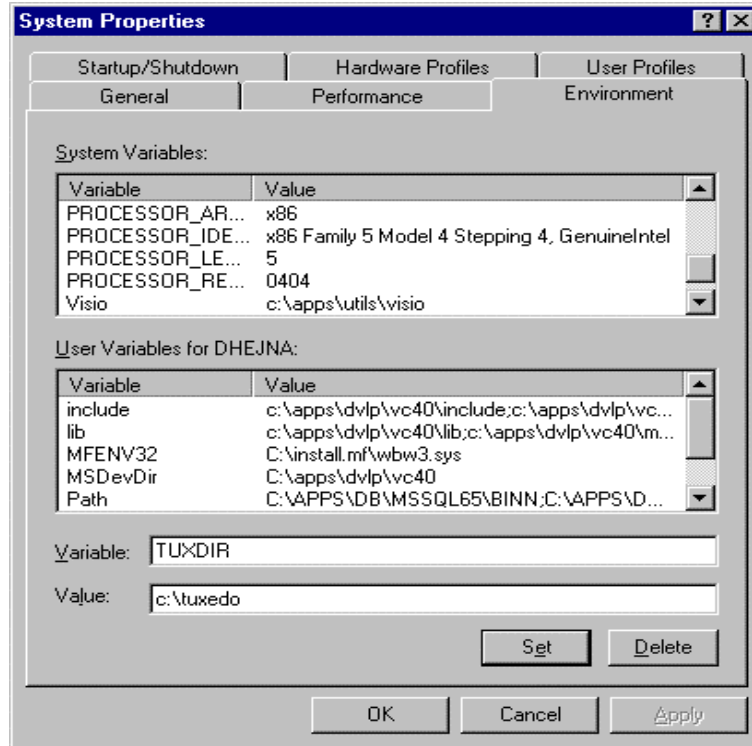 System Properties
Startup/Shutdown Hardware Profiles User Profiles
General Performance Environment
System Variables:
Variable Value
PROCESSOR_AR... x86
PROCESSOR_IDE... x86 Family 5 Model 4 Stepping 4, GenuineIntel
PROCESSOR_LE... 5
PROCESSOR_RE... 0404
Visio c:\apps\utils\visio
User Variables for DHEJNA:
Variable Value
include c:\apps\dvlp\vc40\include;c:\apps\dvlp\vc...
lib c:\apps\dvlp\vc40\lib;c:\apps\dvlp\vc40\m...
MFENV32 C:\install.mf\wbw3.sys
MSDevDir C:\apps\dvlp\vc40
Path C:\APPS\DB\MSSQL65\BINN;C:\APPS\D...
Variable: TUXDIR
Value: c:\tuxedo
Set Delete
OK Cancel Apply